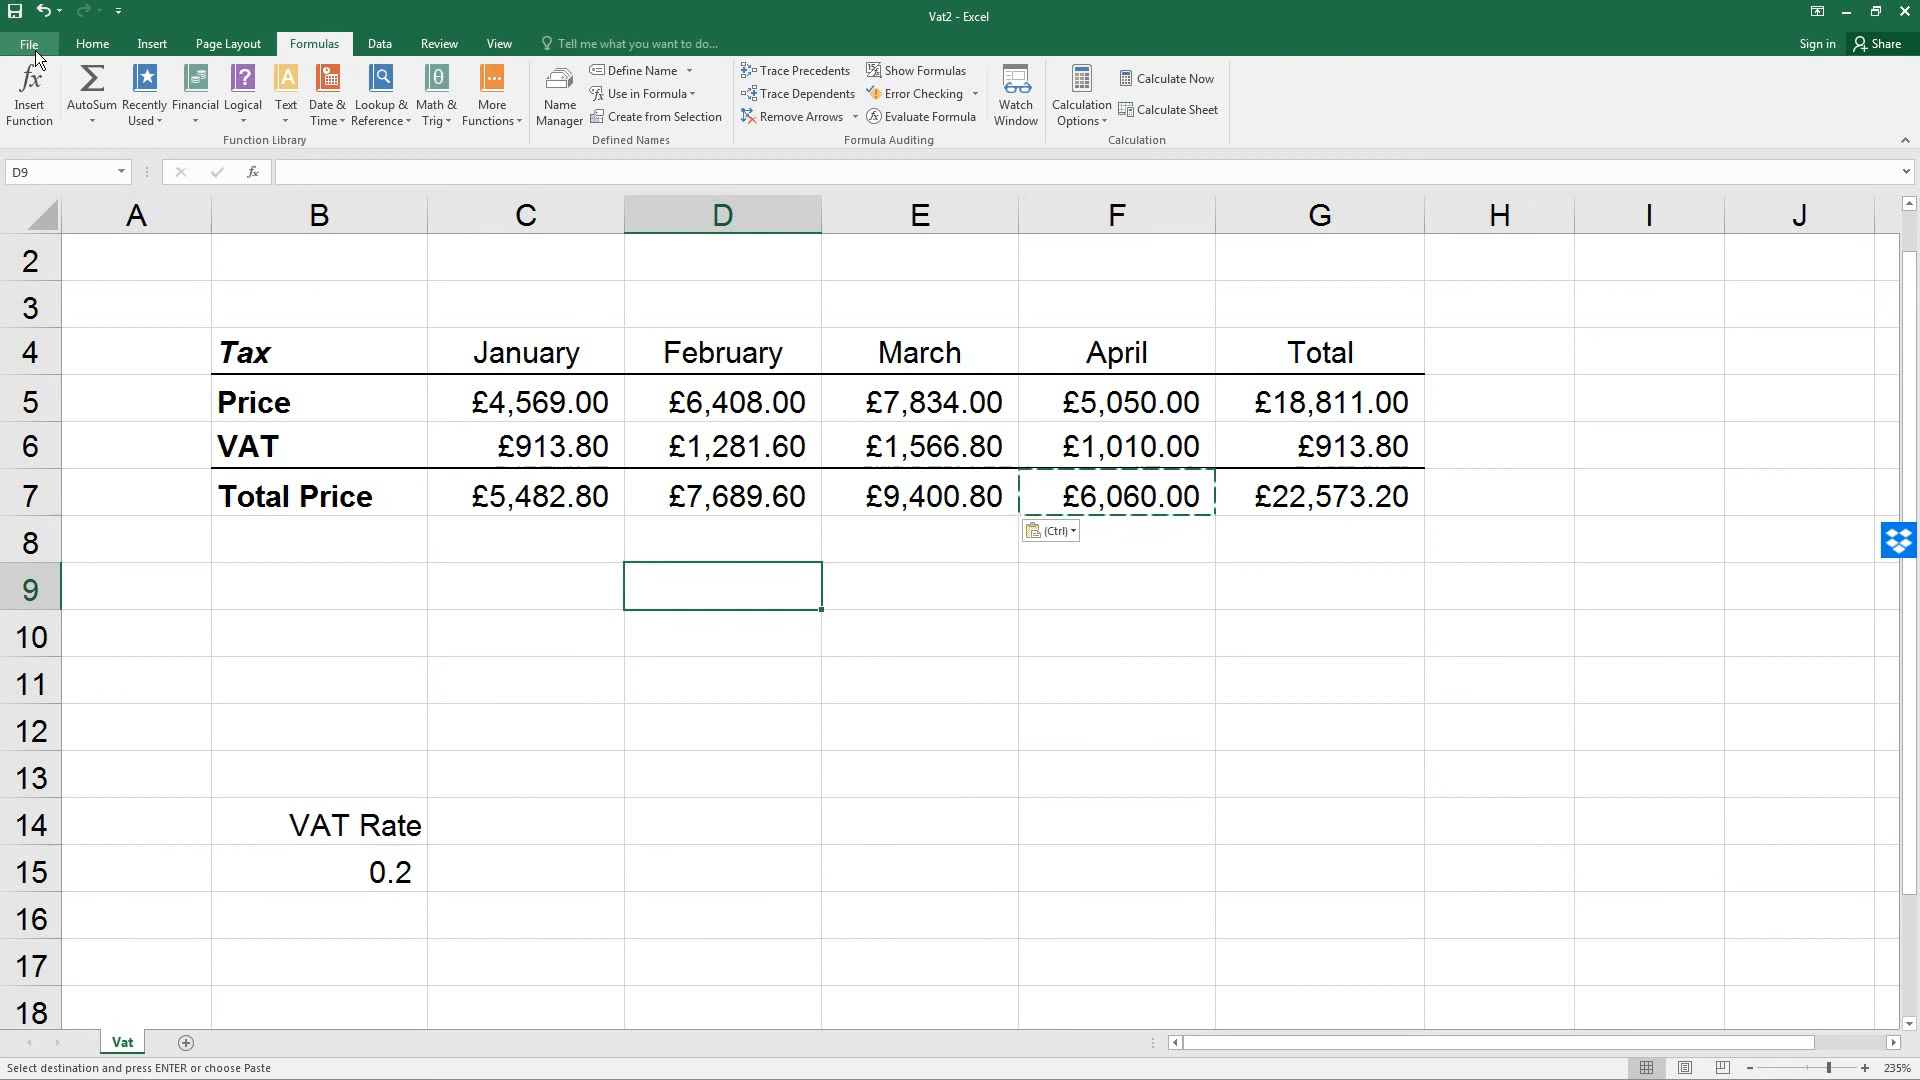 Vat2 - Excel
File Home Insert Page Layout Formulas Data Review View Tell me what you want to do... Sign in Share
Insert Function
AutoSum
Recently Used
Financial
Logical
Text
Date & Time
Lookup & Reference
Math & Trig
More Functions
Function Library
Name Manager
Define Name
Use in Formula
Create from Selection
Defined Names
Trace Precedents
Trace Dependents
Remove Arrows
Show Formulas
Error Checking
Evaluate Formula
Formula Auditing
Watch Window
Calculation Options
Calculate Now
Calculate Sheet
Calculation
D9 fx
A B C D E F G H I J
2
3
4 Tax January February March April Total
5 Price £4,569.00 £6,408.00 £7,834.00 £5,050.00 £18,811.00
6 VAT £913.80 £1,281.60 £1,566.80 £1,010.00 £913.80
7 Total Price £5,482.80 £7,689.60 £9,400.80 £6,060.00 £22,573.20
(Ctrl)
8
9
10
11
12
13
14 VAT Rate
15 0.2
16
17
18
Vat
Select destination and press ENTER or choose Paste
235%